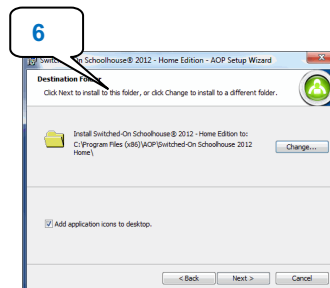 6
Switched-On Schoolhouse® 2012 - Home Edition - AOP Setup Wizard
Destination Folder
Click Next to install to this folder, or click Change to install to a different folder.
Install Switched-On Schoolhouse® 2012 - Home Edition to:
C:\Program Files (x86)\AOP\Switched-On Schoolhouse 2012
Home\
Change...
Add application icons to desktop.
< Back
Next >
Cancel